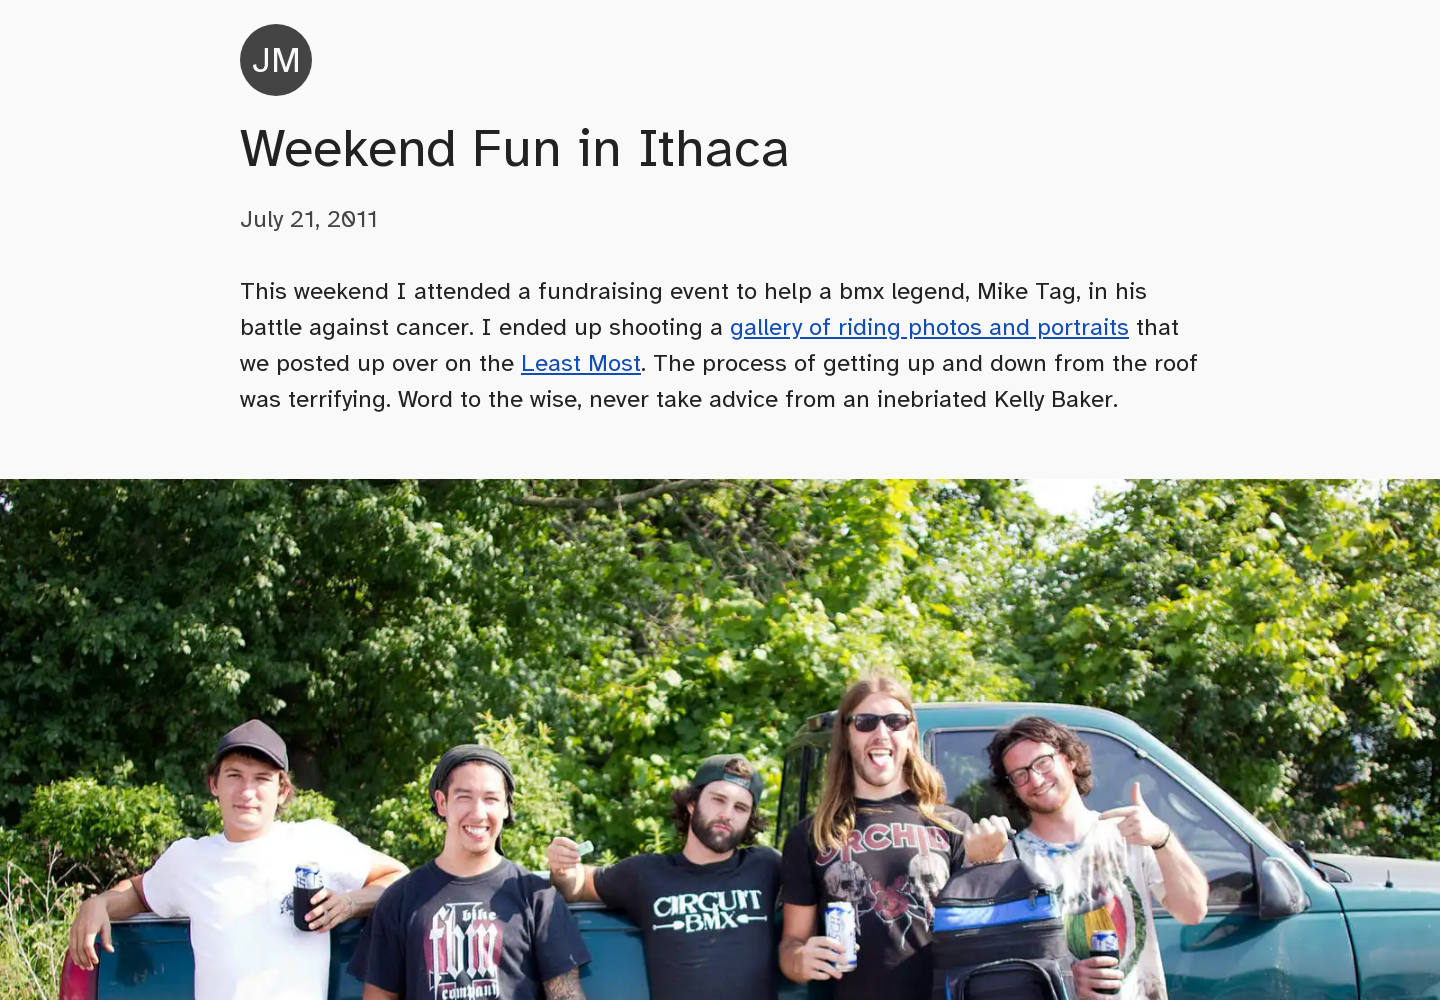 JM
Weekend Fun in Ithaca
July 21, 2011
This weekend I attended a fundraising event to help a bmx legend, Mike Tag, in his
battle against cancer. I ended up shooting a gallery of riding photos and portraits that
we posted up over on the Least Most. The process of getting up and down from the roof
was terrifying. Word to the wise, never take advice from an inebriated Kelly Baker.
ORCHID
CIRCUIT
BMX
bike
fbm
company